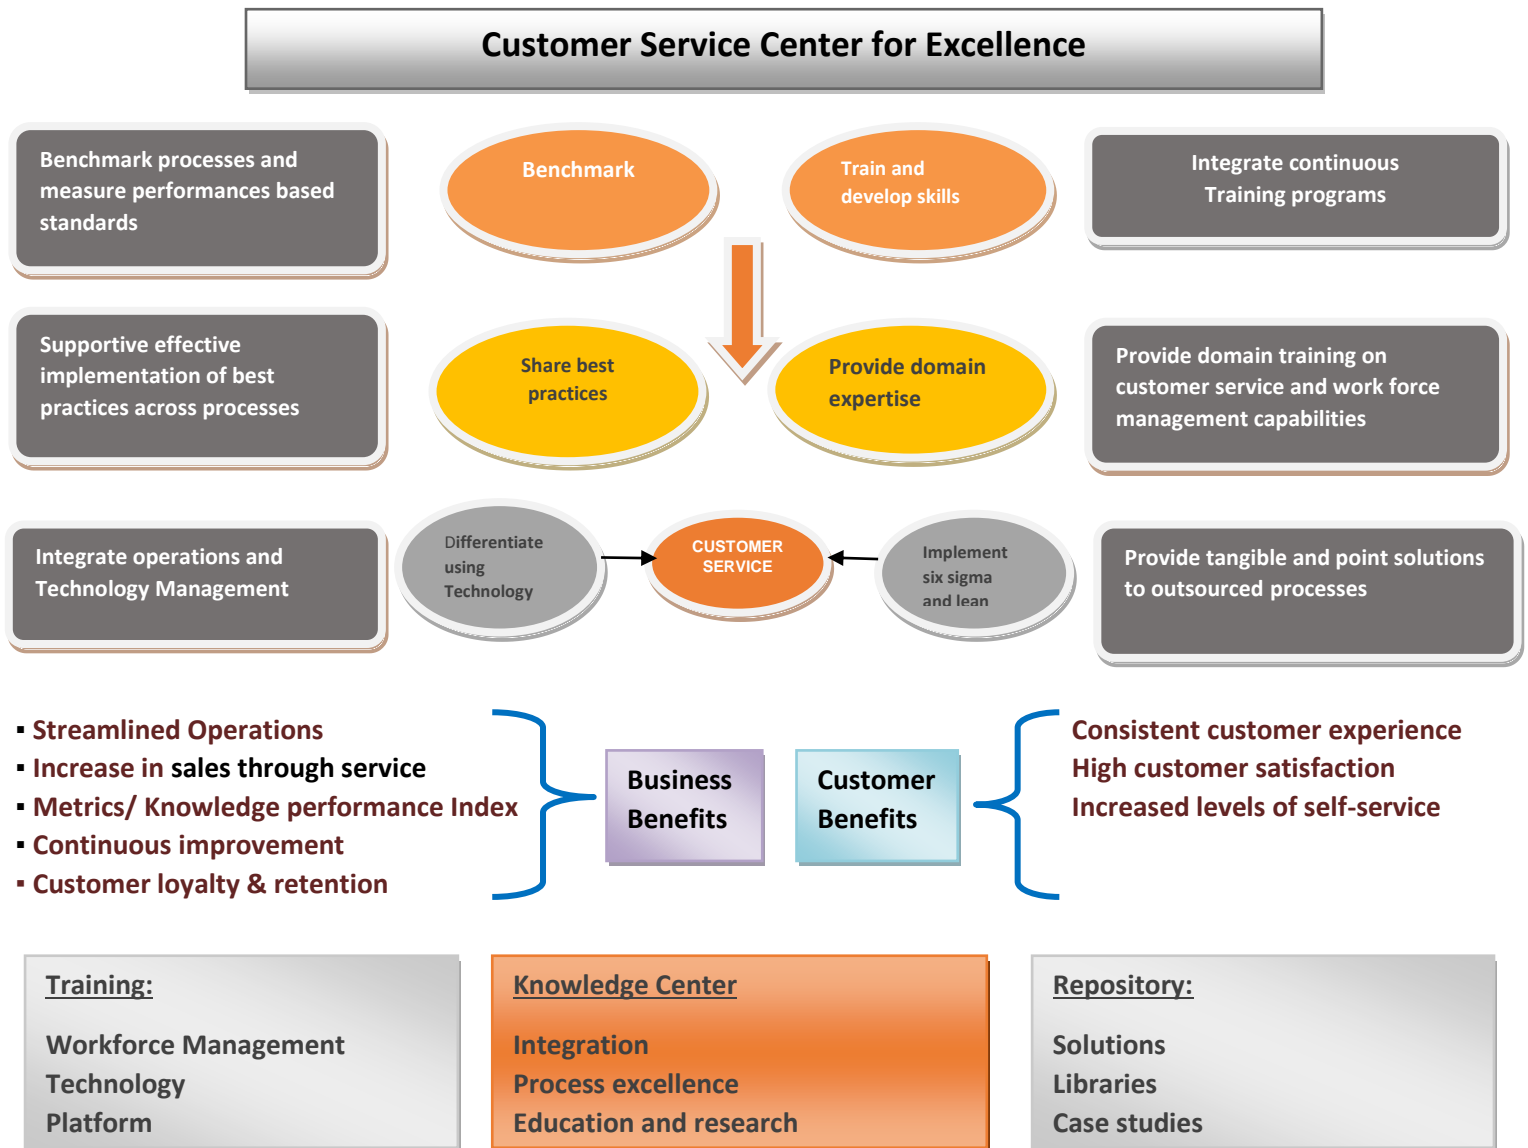 Customer Service Center for Excellence
Benchmark processes and
measure performances based
standards
Benchmark
Train and
develop skills
Integrate continuous
Training programs
Supportive effective
implementation of best
practices across processes
Share best
practices
Provide domain
expertise
Provide domain training on
customer service and work force
management capabilities
Integrate operations and
Technology Management
Differentiate
using
Technology
CUSTOMER
SERVICE
Implement
six sigma
and lean
Provide tangible and point solutions
to outsourced processes
▪ Streamlined Operations
▪ Increase in sales through service
▪ Metrics/ Knowledge performance Index
▪ Continuous improvement
▪ Customer loyalty & retention
Business
Benefits
Customer
Benefits
Consistent customer experience
High customer satisfaction
Increased levels of self-service
Training:
Workforce Management
Technology
Platform
Knowledge Center
Integration
Process excellence
Education and research
Repository:
Solutions
Libraries
Case studies